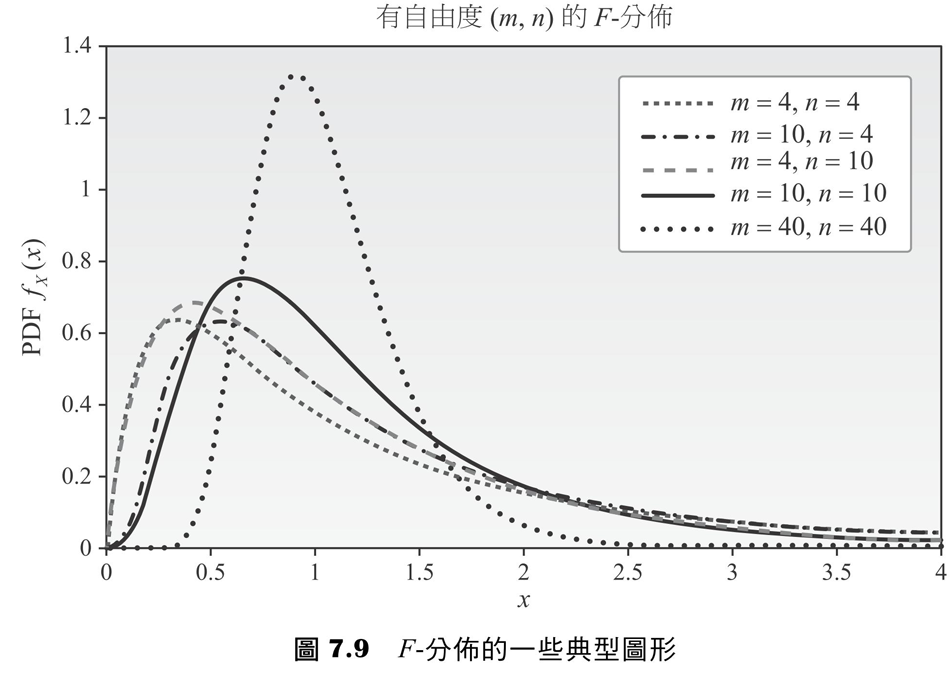 有自由度 (m, n) 的 F-分佈
1.4
1.2
1
0.8
0.6
0.4
0.2
0
PDF fX(x)
m = 4, n = 4
m = 10, n = 4
m = 4, n = 10
m = 10, n = 10
m = 40, n = 40
0 0.5 1 1.5 2 2.5 3 3.5 4
x
圖 7.9 F-分佈的一些典型圖形